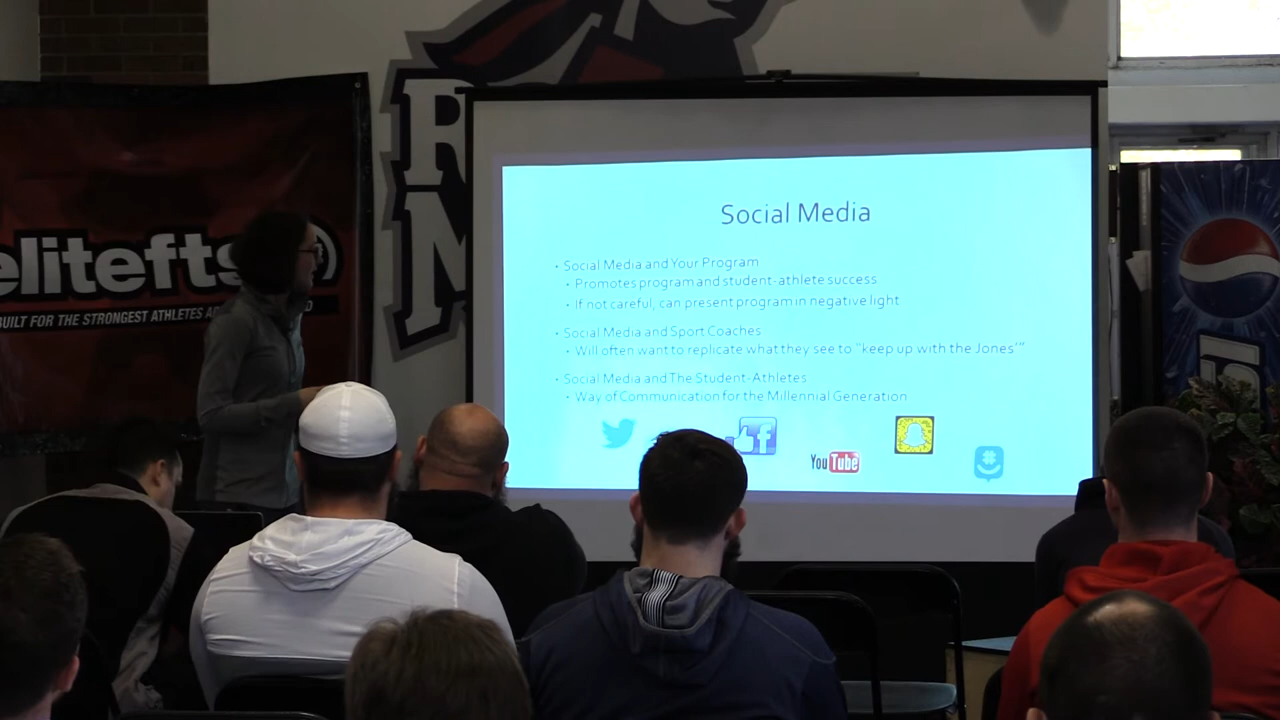 R
M
elitefts
BUILT FOR THE STRONGEST ATHLETES
Social Media
• Social Media and Your Program
• Promotes program and student-athlete success
• If not careful, can present program in negative light
• Social Media and Sport Coaches
• Will often want to replicate what they see to "keep up with the Jones'"
• Social Media and The Student-Athletes
• Way of Communication for the Millennial Generation
f
You Tube